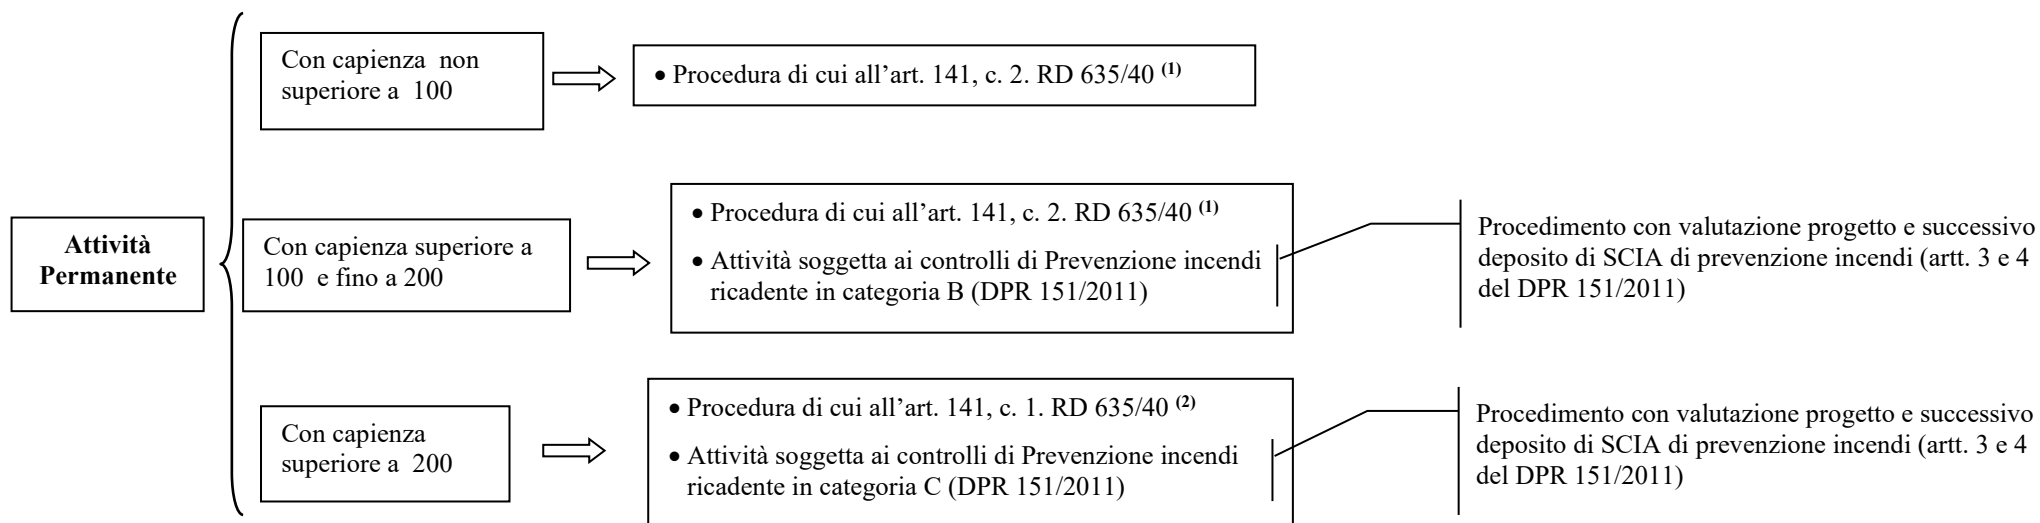 Attività
Permanente
Con capienza non
superiore a 100
• Procedura di cui all’art. 141, c. 2. RD 635/40 (1)
Con capienza superiore a
100 e fino a 200
• Procedura di cui all’art. 141, c. 2. RD 635/40 (1)
• Attività soggetta ai controlli di Prevenzione incendi
ricadente in categoria B (DPR 151/2011)
Procedimento con valutazione progetto e successivo
deposito di SCIA di prevenzione incendi (artt. 3 e 4
del DPR 151/2011)
Con capienza
superiore a 200
• Procedura di cui all’art. 141, c. 1. RD 635/40 (2)
• Attività soggetta ai controlli di Prevenzione incendi
ricadente in categoria C (DPR 151/2011)
Procedimento con valutazione progetto e successivo
deposito di SCIA di prevenzione incendi (artt. 3 e 4
del DPR 151/2011)